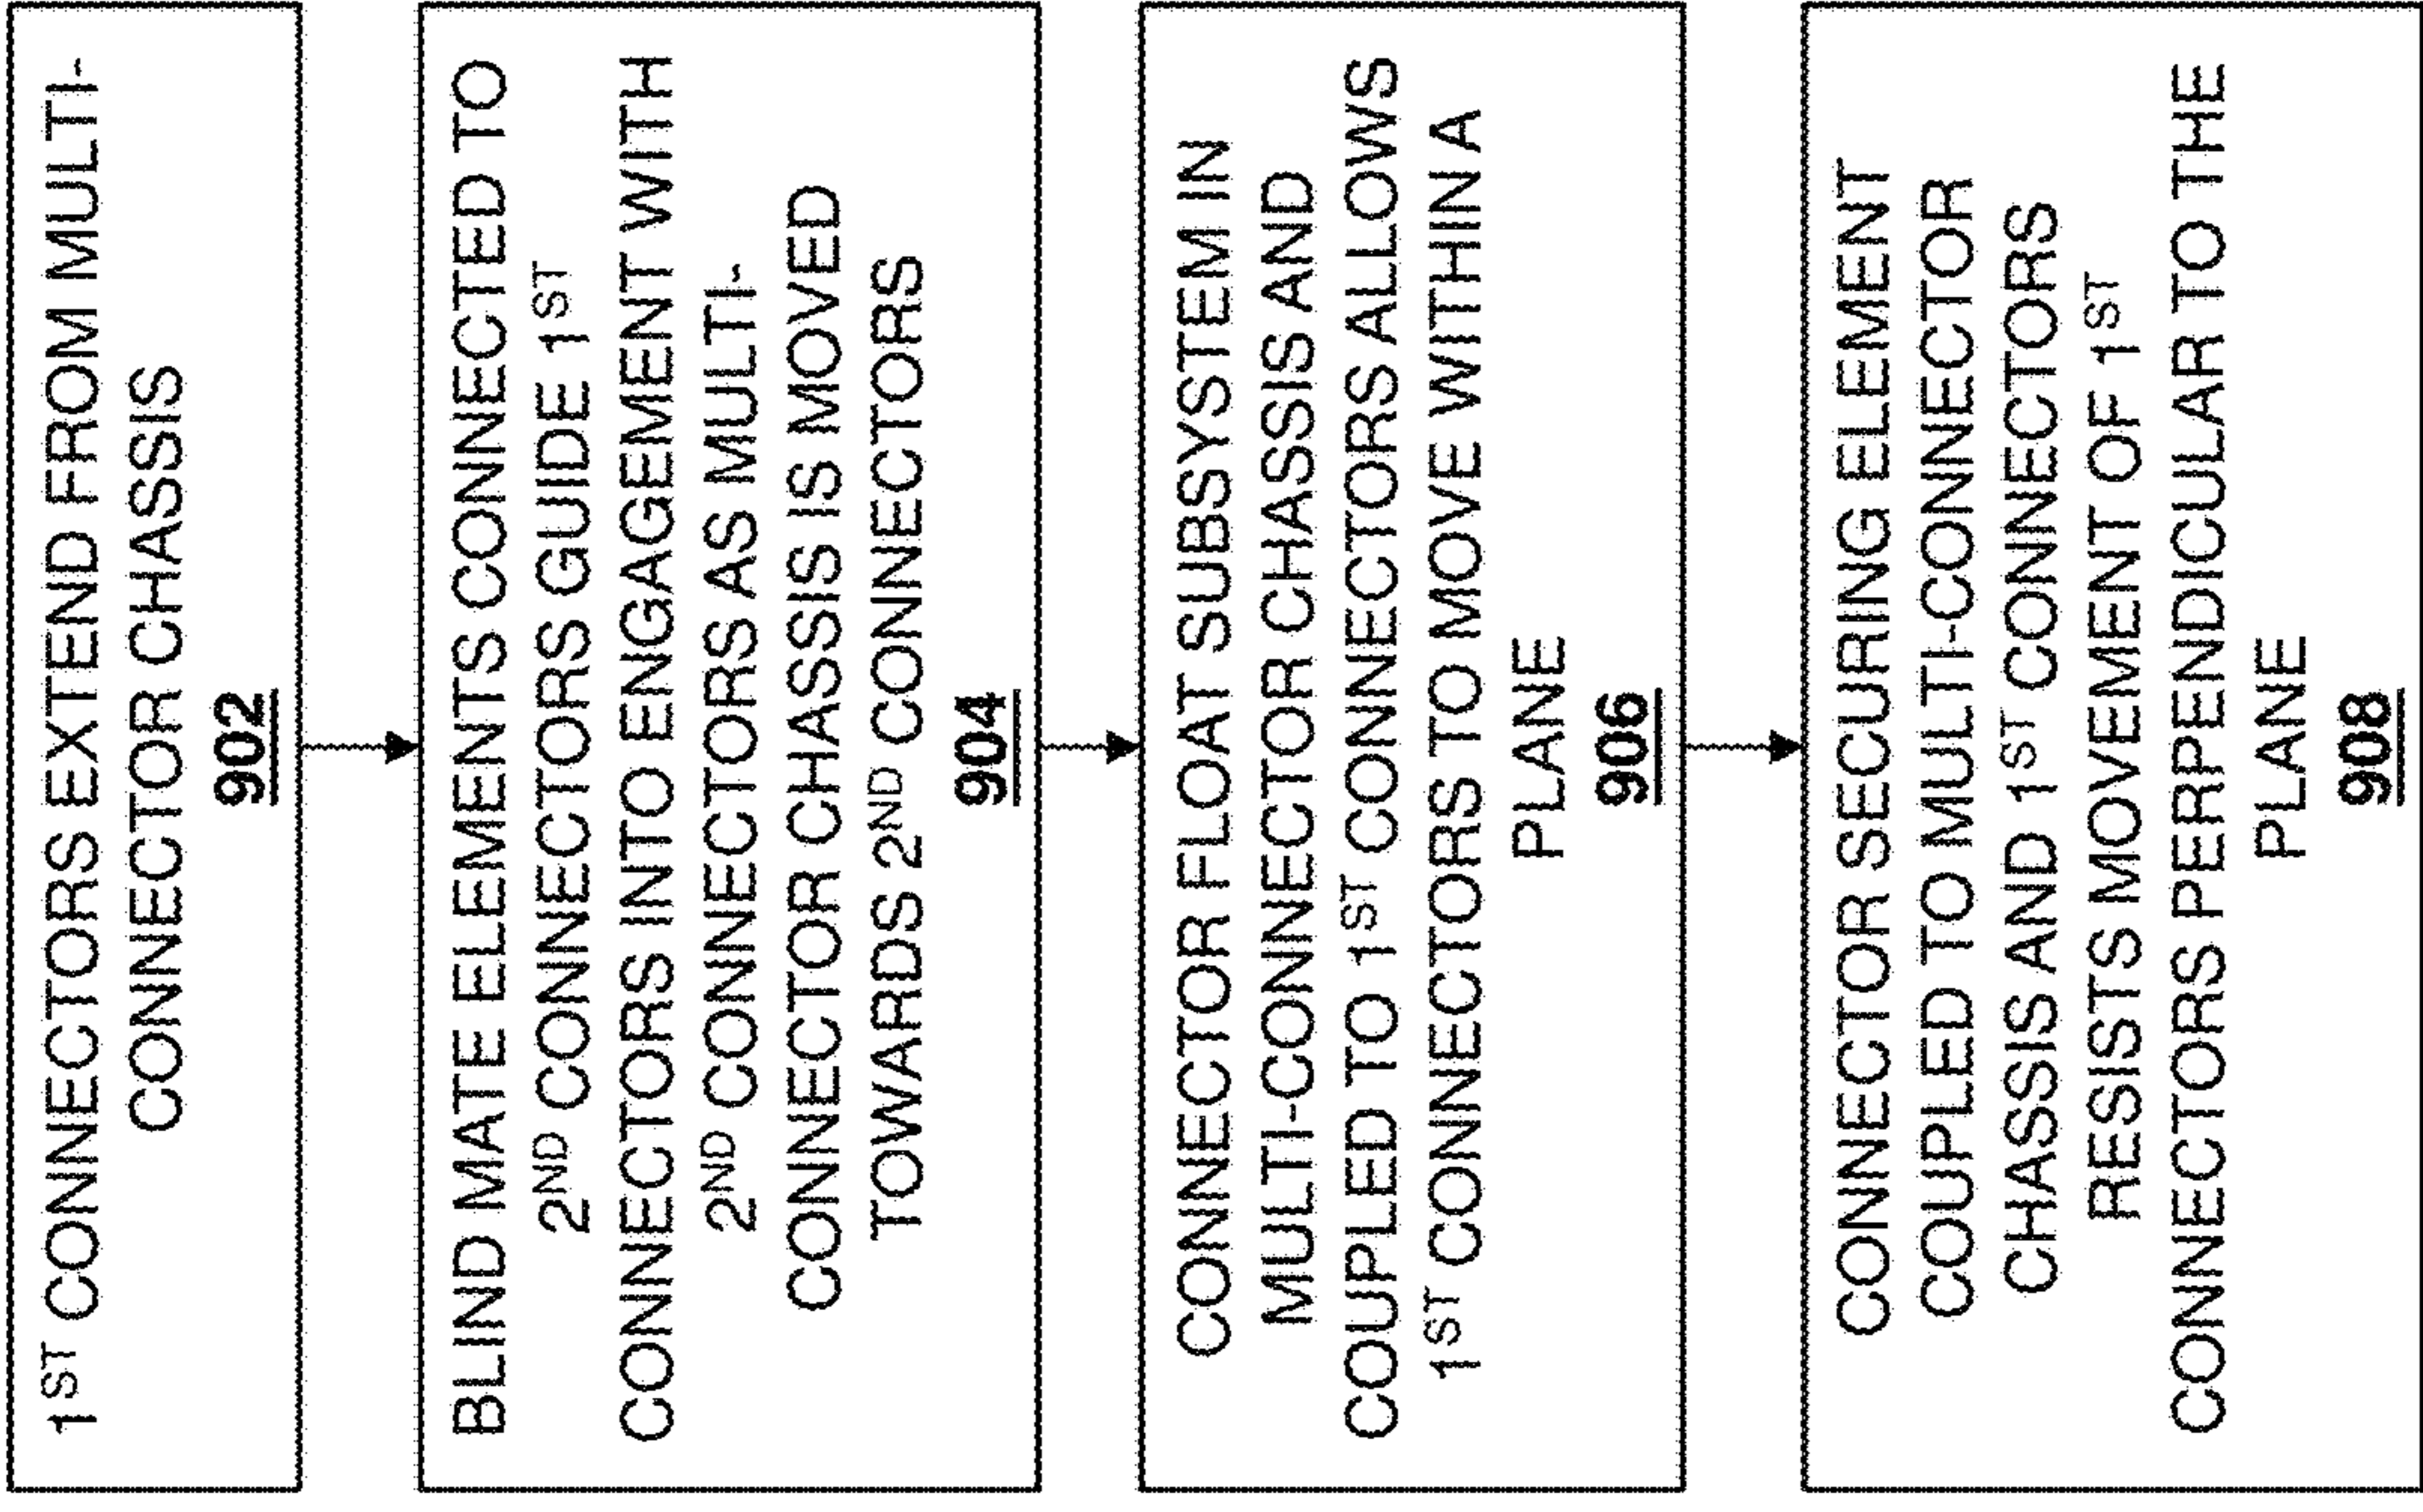 1ST CONNECTORS EXTEND FROM MULTI-
CONNECTOR CHASSIS
902
BLIND MATE ELEMENTS CONNECTED TO
2ND CONNECTORS GUIDE 1ST
CONNECTORS INTO ENGAGEMENT WITH
2ND CONNECTORS AS MULTI-
CONNECTOR CHASSIS IS MOVED
TOWARDS 2ND CONNECTORS
904
CONNECTOR FLOAT SUBSYSTEM IN
MULTI-CONNECTOR CHASSIS AND
COUPLED TO 1ST CONNECTORS ALLOWS
1ST CONNECTORS TO MOVE WITHIN A
PLANE
906
CONNECTOR SECURING ELEMENT
COUPLED TO MULTI-CONNECTOR
CHASSIS AND 1ST CONNECTORS
RESISTS MOVEMENT OF 1ST
CONNECTORS PERPENDICULAR TO THE
PLANE
908